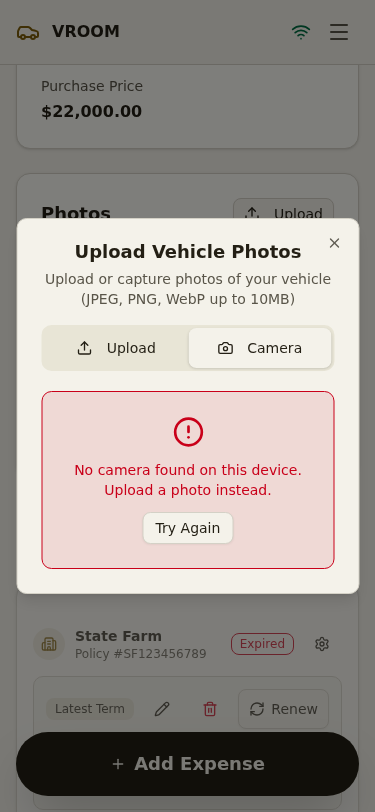 VROOM
Purchase Price
$22,000.00
Photos
Upload
Upload Vehicle Photos
Upload or capture photos of your vehicle
(JPEG, PNG, WebP up to 10MB)
Upload
Camera
No camera found on this device.
Upload a photo instead.
Try Again
State Farm
Policy #SF123456789
Expired
Latest Term
Renew
+ Add Expense